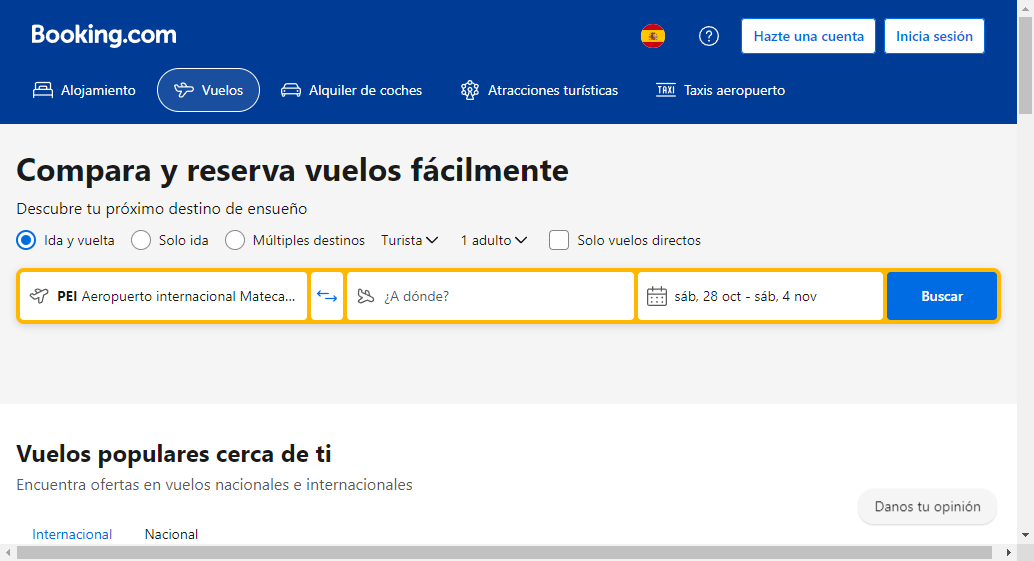 Booking.com
Hazte una cuenta
Inicia sesión
Alojamiento
Vuelos
Alquiler de coches
TAXI
Atracciones turísticas
Taxis aeropuerto
Compara y reserva vuelos fácilmente
Descubre tu próximo destino de ensueño
Ida y vuelta
Solo ida
Múltiples destinos
Turista
1 adulto
Solo vuelos directos
PEI Aeropuerto internacional Mateca...
¿A dónde?
sáb, 28 oct - sáb, 4 nov
Buscar
Vuelos populares cerca de ti
Encuentra ofertas en vuelos nacionales e internacionales
Danos tu opinión
Internacional
Nacional